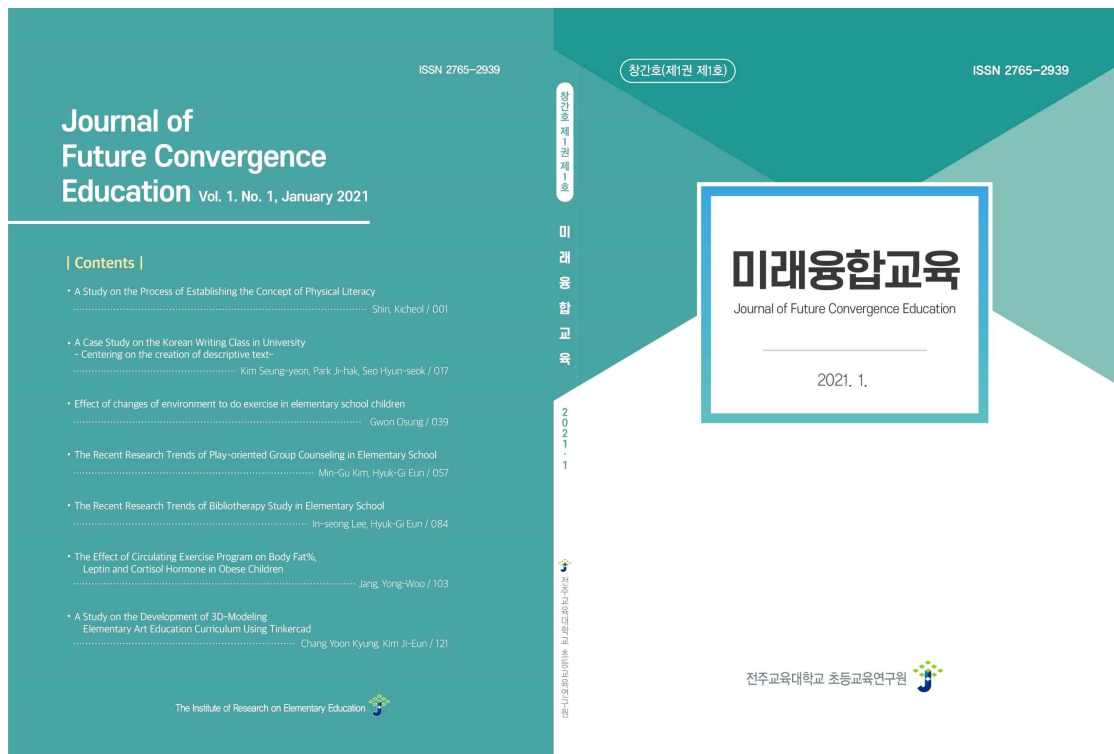 ISSN 2765-2939
Journal of
Future Convergence
Education Vol. 1. No. 1, January 2021
| Contents |
• A Study on the Process of Establishing the Concept of Physical Literacy
Shin, Kicheol / 001
• A Case Study on the Korean Writing Class in University
- Centering on the creation of descriptive text-
Kim Seung-yeon, Park Ji-hak, Seo Hyun-seok / 017
• Effect of changes of environment to do exercise in elementary school children
Gwon Osung / 039
• The Recent Research Trends of Play-oriented Group Counseling in Elementary School
Min-Gu Kim, Hyuk-Gi Eun / 057
• The Recent Research Trends of Bibliotherapy Study in Elementary School
In-seong Lee, Hyuk-Gi Eun / 084
• The Effect of Circulating Exercise Program on Body Fat%,
Leptin and Cortisol Hormone in Obese Children
Jang, Yong-Woo / 103
• A Study on the Development of 3D-Modeling
Elementary Art Education Curriculum Using Tinkercad
Chang Yoon Kyung, Kim Ji-Eun / 121
The Institute of Research on Elementary Education
창간호 제1권 제1호
미래융합교육
2021.1
전주교육대학교 초등교육연구원
창간호(제1권 제1호)
ISSN 2765-2939
미래융합교육
Journal of Future Convergence Education
2021. 1.
전주교육대학교 초등교육연구원